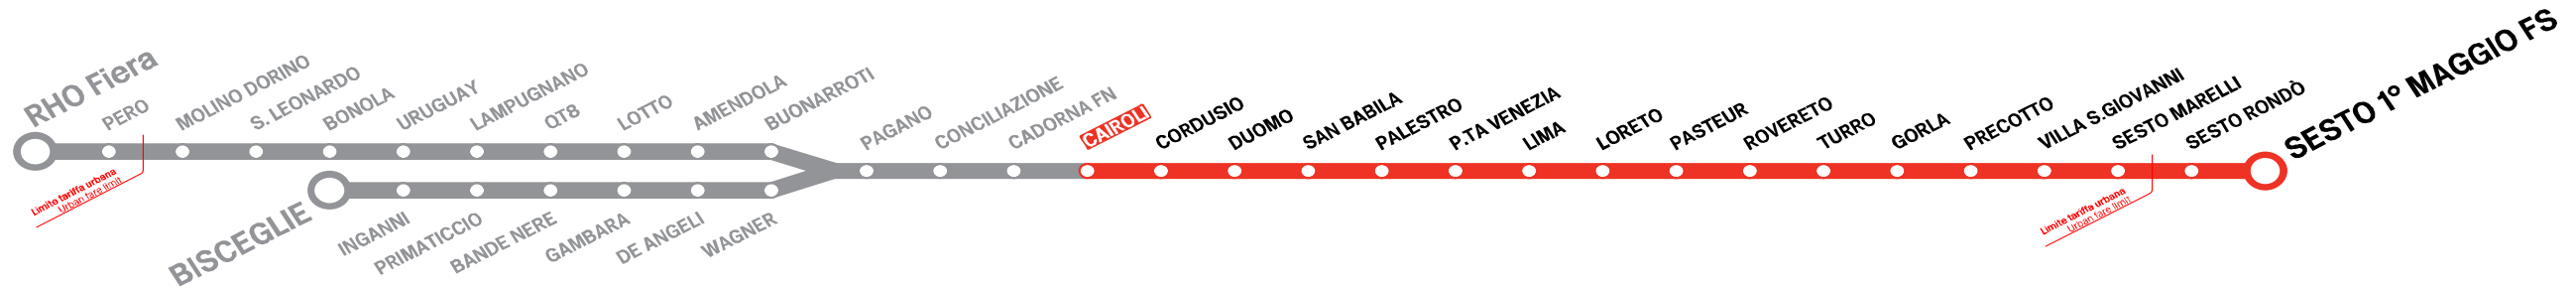 RHO Fiera
PERO
MOLINO DORINO
S. LEONARDO
BONOLA
URUGUAY
LAMPUGNANO
QT8
LOTTO
AMENDOLA
BUONARROTI
PAGANO
CONCILIAZIONE
CADORNA FN
CAIROLI
CORDUSIO
DUOMO
SAN BABILA
PALESTRO
P.TA VENEZIA
LIMA
LORETO
PASTEUR
ROVERETO
TURRO
GORLA
PRECOTTO
VILLA S.GIOVANNI
SESTO MARELLI
SESTO RONDÒ
SESTO 1° MAGGIO FS
Limite tariffa urbana
Urban fare limit
BISCEGLIE
INGANNI
PRIMATICCIO
BANDE NERE
GAMBARA
DE ANGELI
WAGNER
Limite tariffa urbana
Urban fare limit